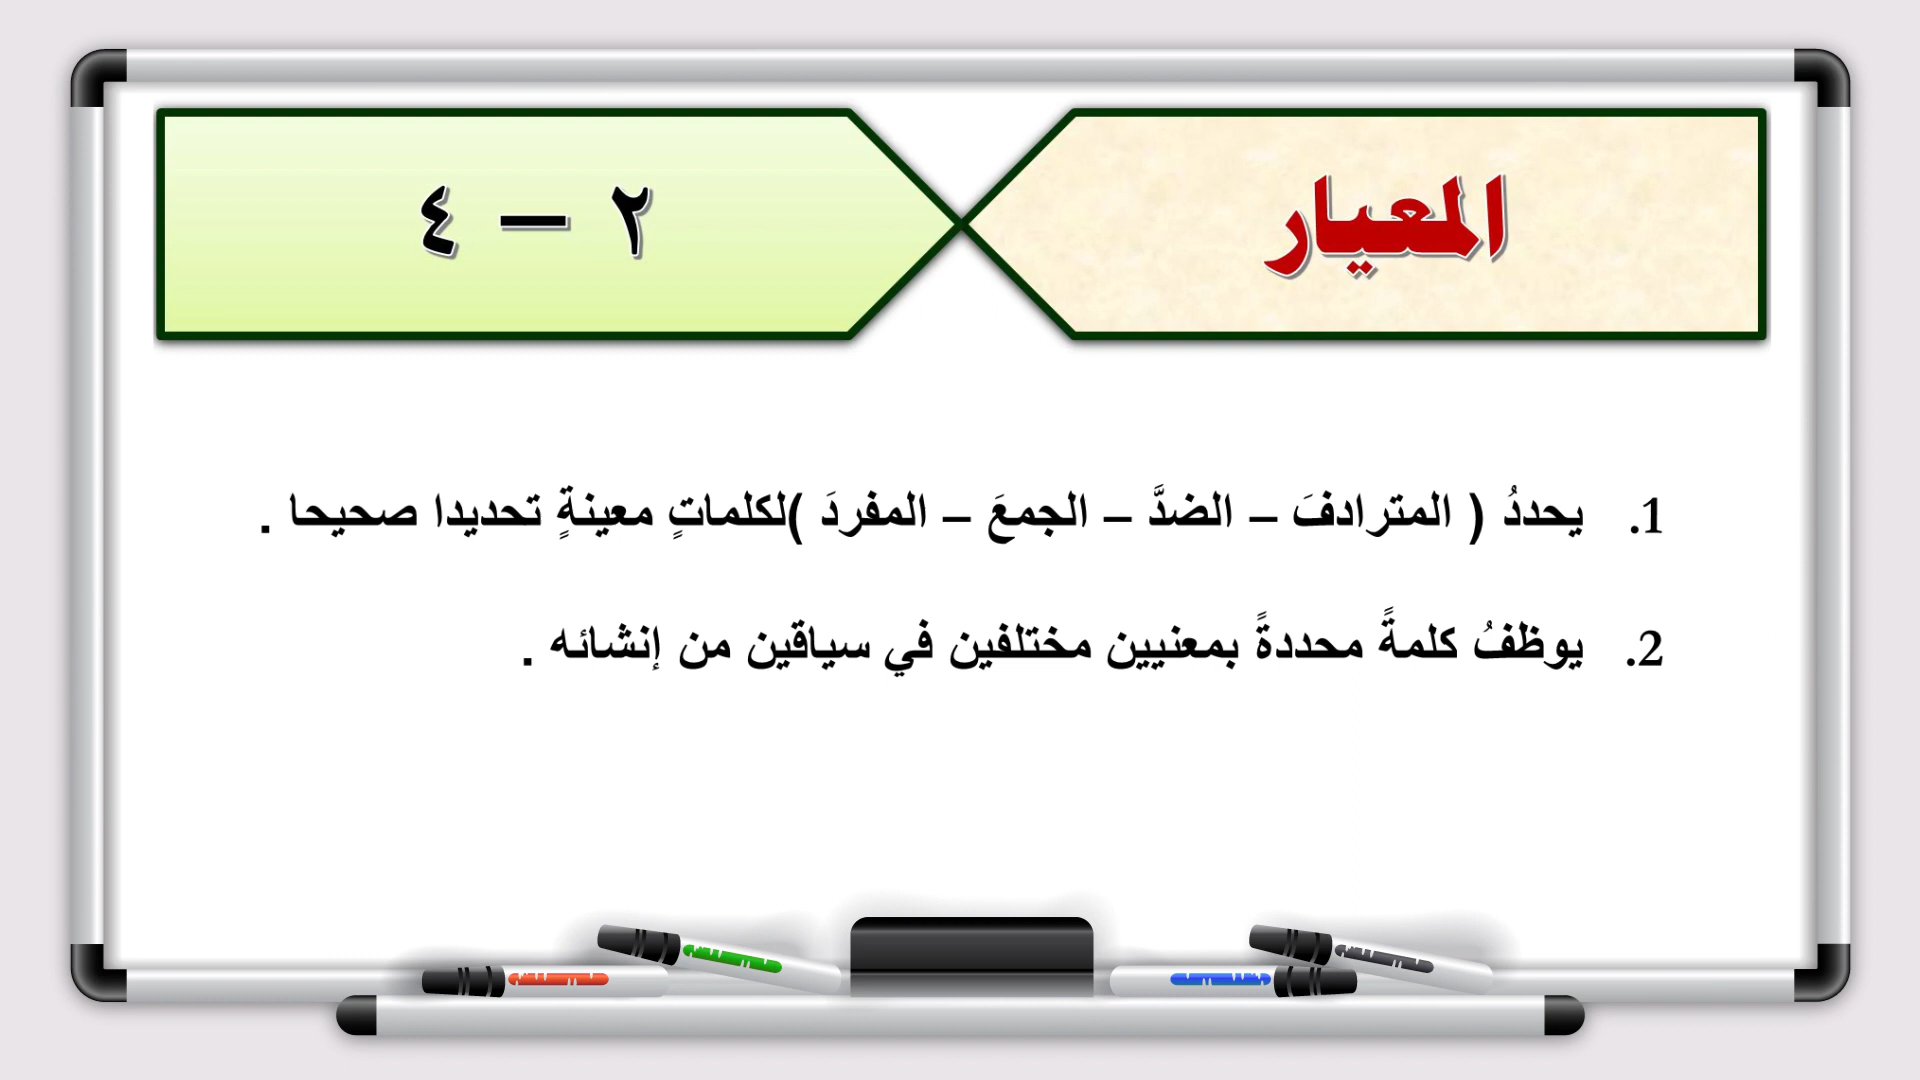 المعيار
٢ – ٤
1. يحددُ ( المترادفَ – الضدَّ – الجمعَ – المفردَ )لكلماتٍ معينةٍ تحديدا صحيحا .
2. يوظفُ كلمةً محددةً بمعنيين مختلفين في سياقين من إنشائه .